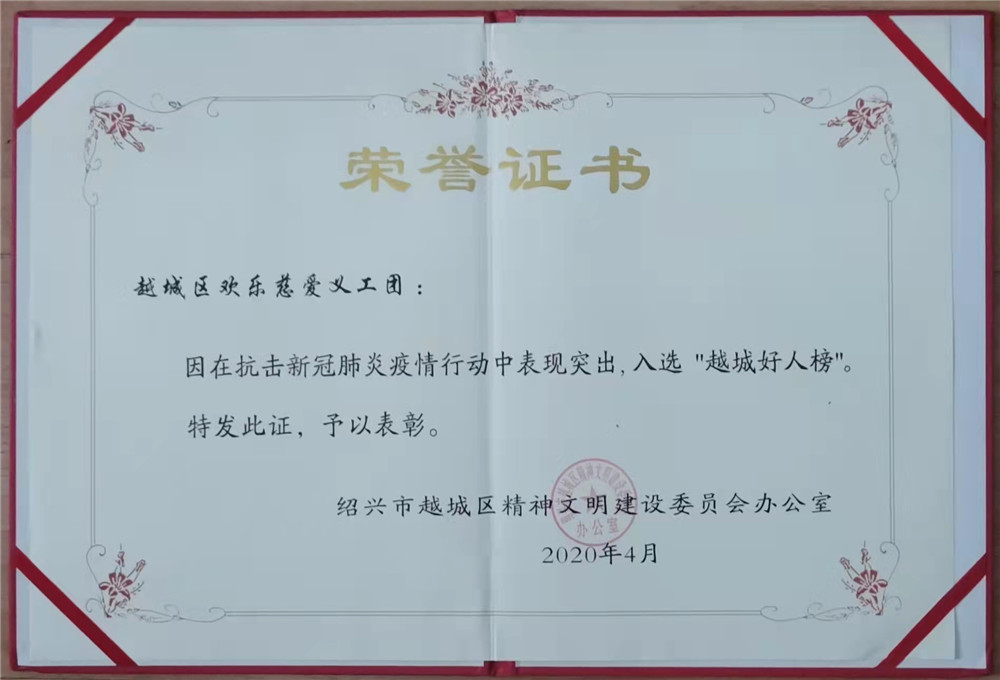 荣誉证书
越城区欢乐慈爱义工团：
因在抗击新冠肺炎疫情行动中表现突出,入选 "越城好人榜"。
特发此证，予以表彰。
绍兴市越城区精神文明建设委员会办公室
办公室
2020年4月